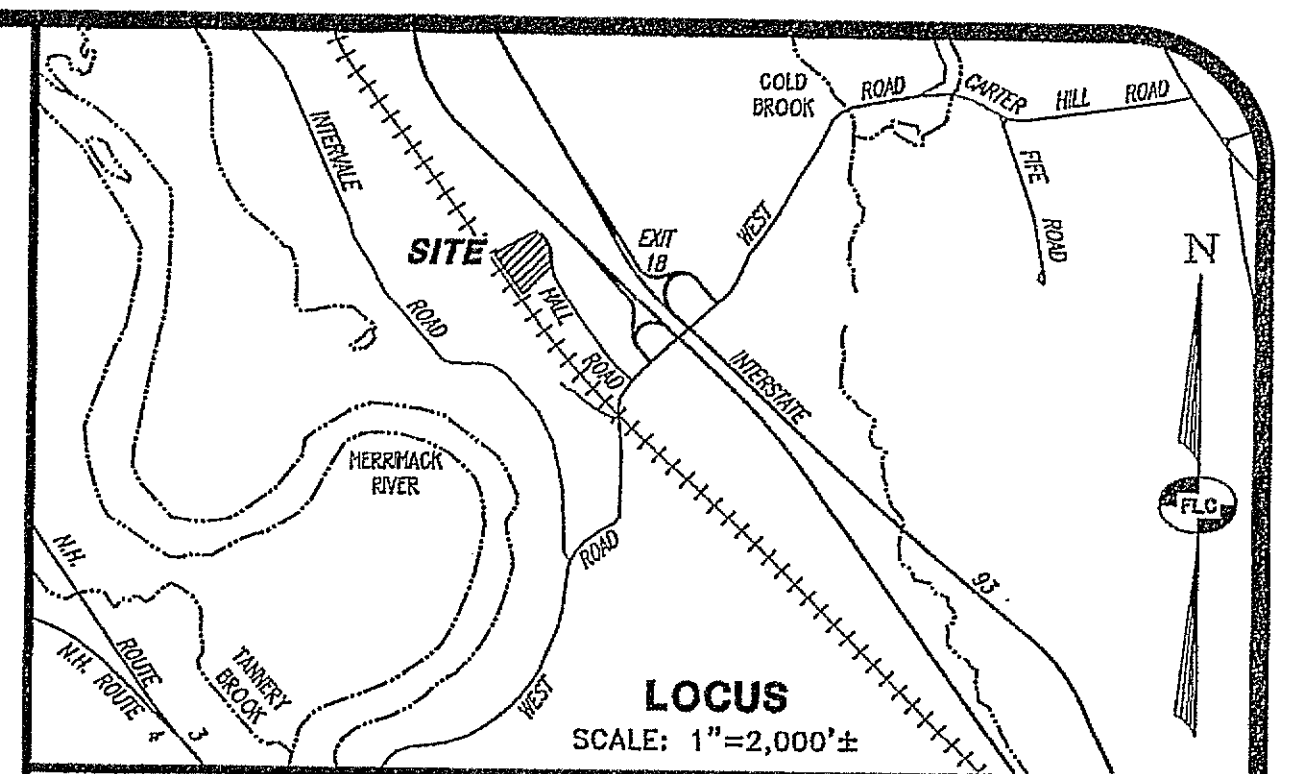 COLD
BROOK
ROAD
CARTER
HILL
ROAD
INTERVALE
FIFE
ROAD
EXIT
18
WEST
N
SITE
HALL
ROAD
ROAD
INTERSTATE
MERRIMACK
RIVER
FLC
ROAD
93
N.H.
ROUTE
3
N.H. ROUTE
4
TANNERY
BROOK
WEST
LOCUS
SCALE: 1"=2,000'±